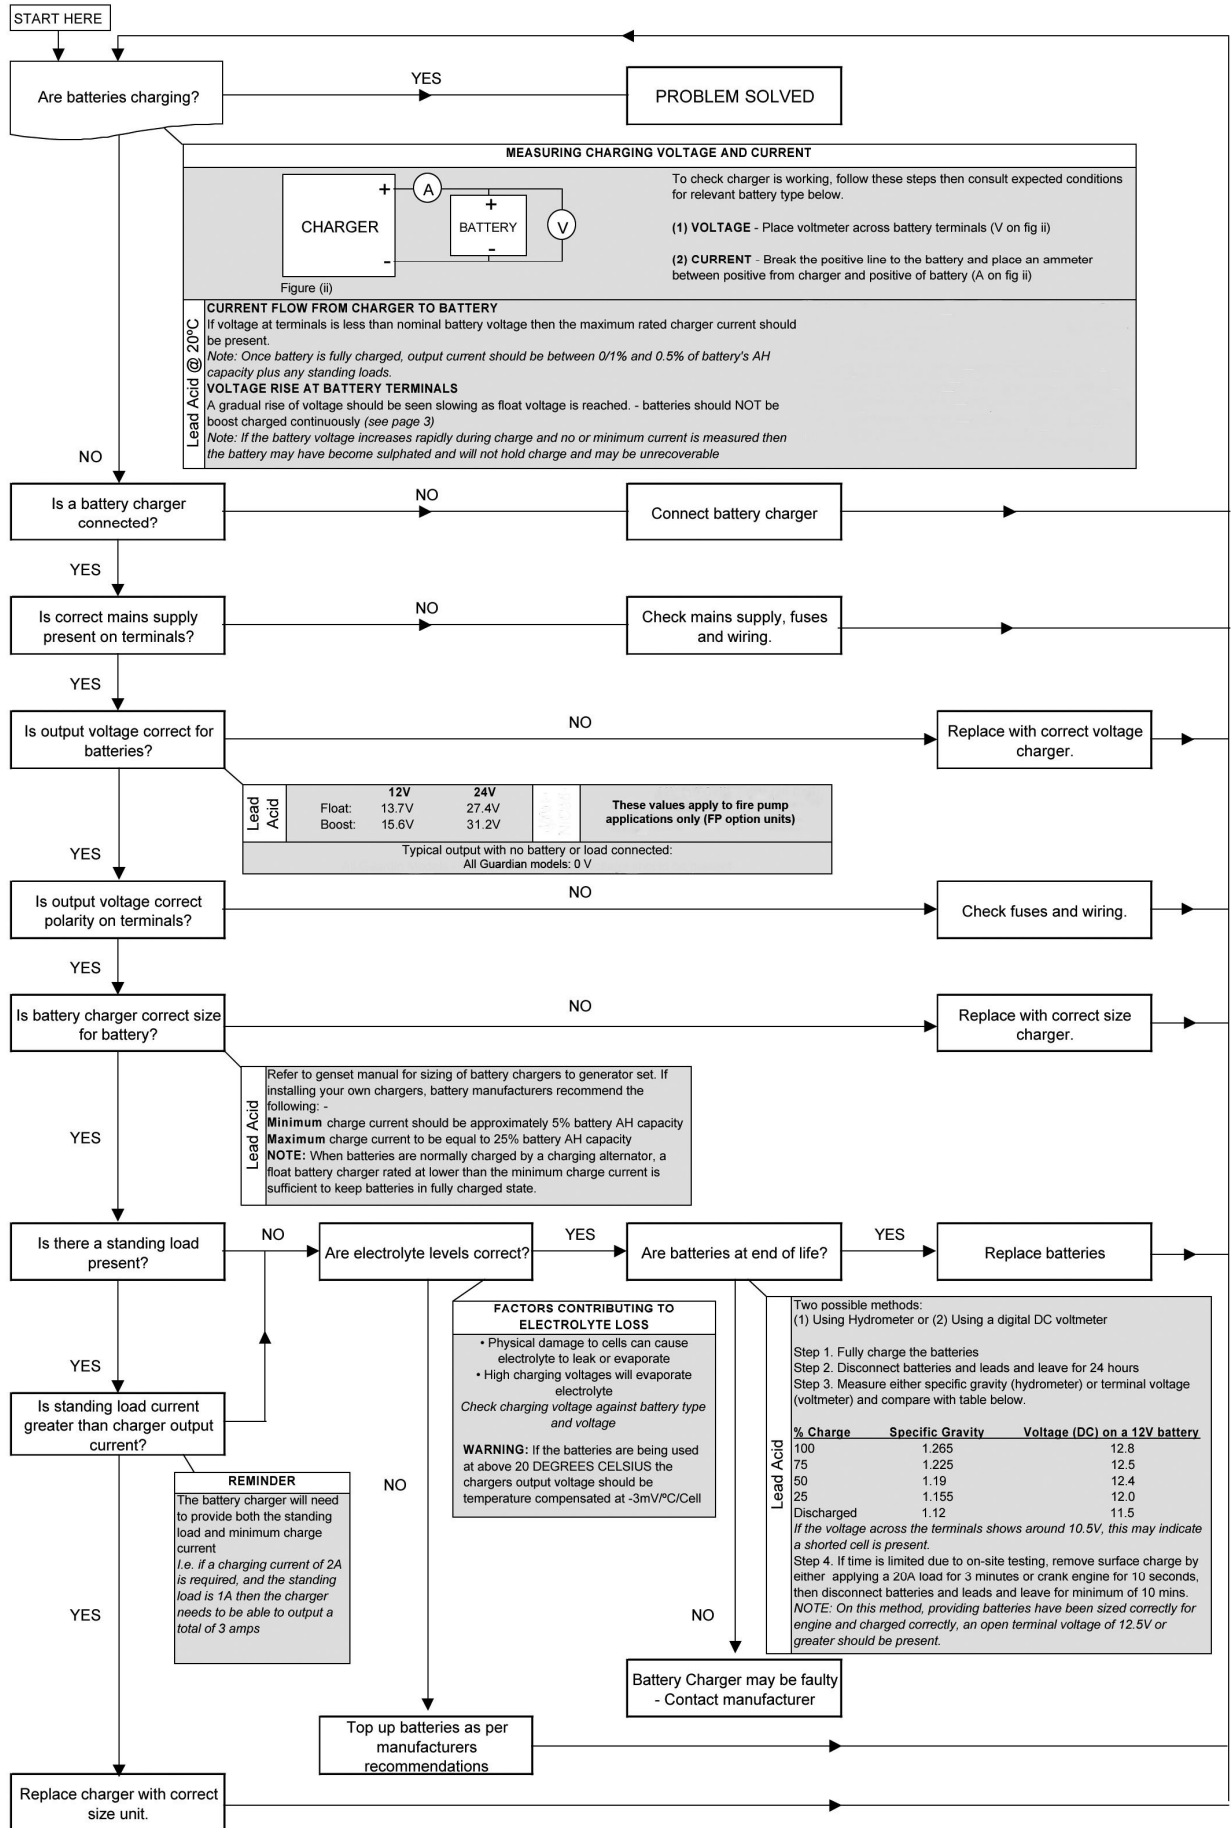 START HERE
Are batteries charging?
YES
PROBLEM SOLVED
MEASURING CHARGING VOLTAGE AND CURRENT
CHARGER
+
-
A
+
BATTERY
-
V
Figure (ii)
To check charger is working, follow these steps then consult expected conditions
for relevant battery type below.
(1) VOLTAGE - Place voltmeter across battery terminals (V on fig ii)
(2) CURRENT - Break the positive line to the battery and place an ammeter
between positive from charger and positive of battery (A on fig ii)
Lead Acid @ 20ºC
CURRENT FLOW FROM CHARGER TO BATTERY
If voltage at terminals is less than nominal battery voltage then the maximum rated charger current should
be present.
Note: Once battery is fully charged, output current should be between 0/1% and 0.5% of battery's AH
capacity plus any standing loads.
VOLTAGE RISE AT BATTERY TERMINALS
A gradual rise of voltage should be seen slowing as float voltage is reached. - batteries should NOT be
boost charged continuously (see page 3)
Note: If the battery voltage increases rapidly during charge and no or minimum current is measured then
the battery may have become sulphated and will not hold charge and may be unrecoverable
NO
Is a battery charger
connected?
NO
Connect battery charger
YES
Is correct mains supply
present on terminals?
NO
Check mains supply, fuses
and wiring.
YES
Is output voltage correct for
batteries?
NO
Replace with correct voltage
charger.
Lead
Acid
12V 24V
Float: 13.7V 27.4V
Boost: 15.6V 31.2V
These values apply to fire pump
applications only (FP option units)
Typical output with no battery or load connected:
All Guardian models: 0 V
YES
Is output voltage correct
polarity on terminals?
NO
Check fuses and wiring.
YES
Is battery charger correct size
for battery?
NO
Replace with correct size
charger.
Lead Acid
Refer to genset manual for sizing of battery chargers to generator set. If
installing your own chargers, battery manufacturers recommend the
following: -
Minimum charge current should be approximately 5% battery AH capacity
Maximum charge current to be equal to 25% battery AH capacity
NOTE: When batteries are normally charged by a charging alternator, a
float battery charger rated at lower than the minimum charge current is
sufficient to keep batteries in fully charged state.
YES
Is there a standing load
present?
NO
Are electrolyte levels correct?
YES
Are batteries at end of life?
YES
Replace batteries
FACTORS CONTRIBUTING TO
ELECTROLYTE LOSS
• Physical damage to cells can cause
electrolyte to leak or evaporate
• High charging voltages will evaporate
electrolyte
Check charging voltage against battery type
and voltage
WARNING: If the batteries are being used
at above 20 DEGREES CELSIUS the
chargers output voltage should be
temperature compensated at -3mV/ºC/Cell
Lead Acid
Two possible methods:
(1) Using Hydrometer or (2) Using a digital DC voltmeter
Step 1. Fully charge the batteries
Step 2. Disconnect batteries and leads and leave for 24 hours
Step 3. Measure either specific gravity (hydrometer) or terminal voltage
(voltmeter) and compare with table below.
% Charge Specific Gravity Voltage (DC) on a 12V battery
100 1.265 12.8
75 1.225 12.5
50 1.19 12.4
25 1.155 12.0
Discharged 1.12 11.5
If the voltage across the terminals shows around 10.5V, this may indicate
a shorted cell is present.
Step 4. If time is limited due to on-site testing, remove surface charge by
either applying a 20A load for 3 minutes or crank engine for 10 seconds,
then disconnect batteries and leads and leave for minimum of 10 mins.
NOTE: On this method, providing batteries have been sized correctly for
engine and charged correctly, an open terminal voltage of 12.5V or
greater should be present.
YES
Is standing load current
greater than charger output
current?
REMINDER
The battery charger will need
to provide both the standing
load and minimum charge
current
I.e. if a charging current of 2A
is required, and the standing
load is 1A then the charger
needs to be able to output a
total of 3 amps
NO
YES
NO
Battery Charger may be faulty
- Contact manufacturer
Top up batteries as per
manufacturers
recommendations
Replace charger with correct
size unit.